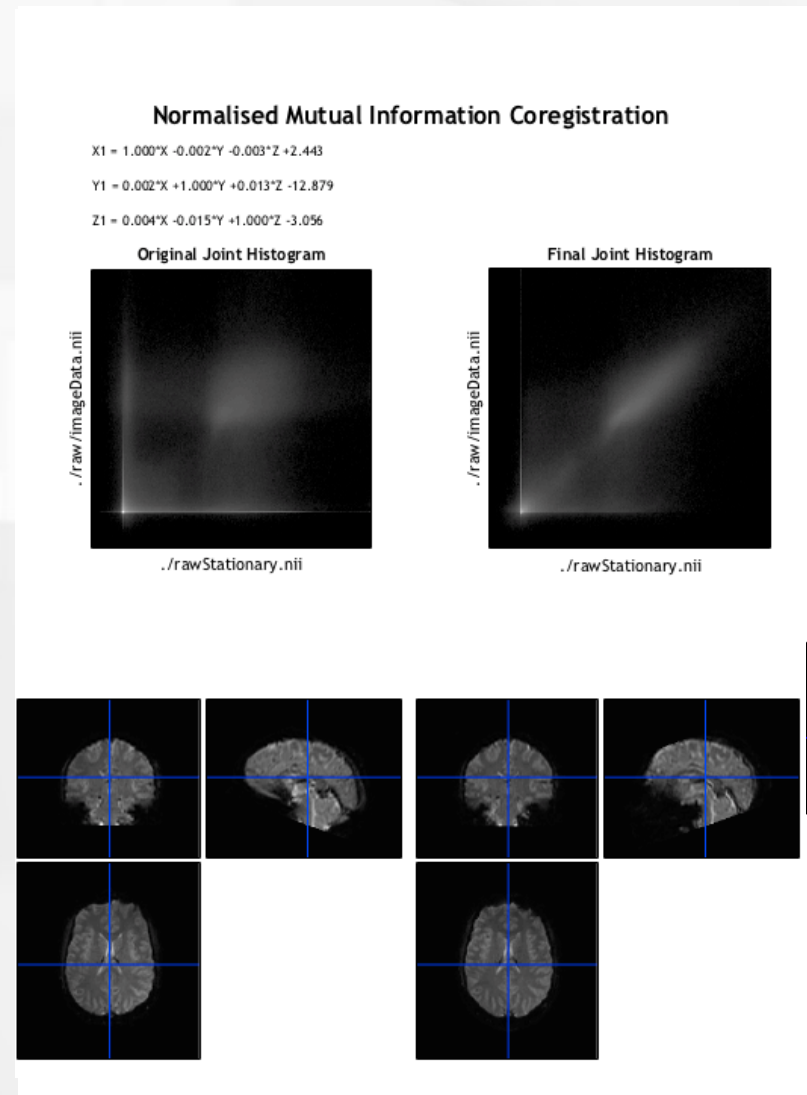 Normalised Mutual Information Coregistration
X1 = 1.000*X -0.002*Y -0.003*Z +2.443
Y1 = 0.002*X +1.000*Y +0.013*Z -12.879
Z1 = 0.004*X -0.015*Y +1.000*Z -3.056
Original Joint Histogram
Final Joint Histogram
./raw/imageData.nii
./raw/imageData.nii
./rawStationary.nii
./rawStationary.nii